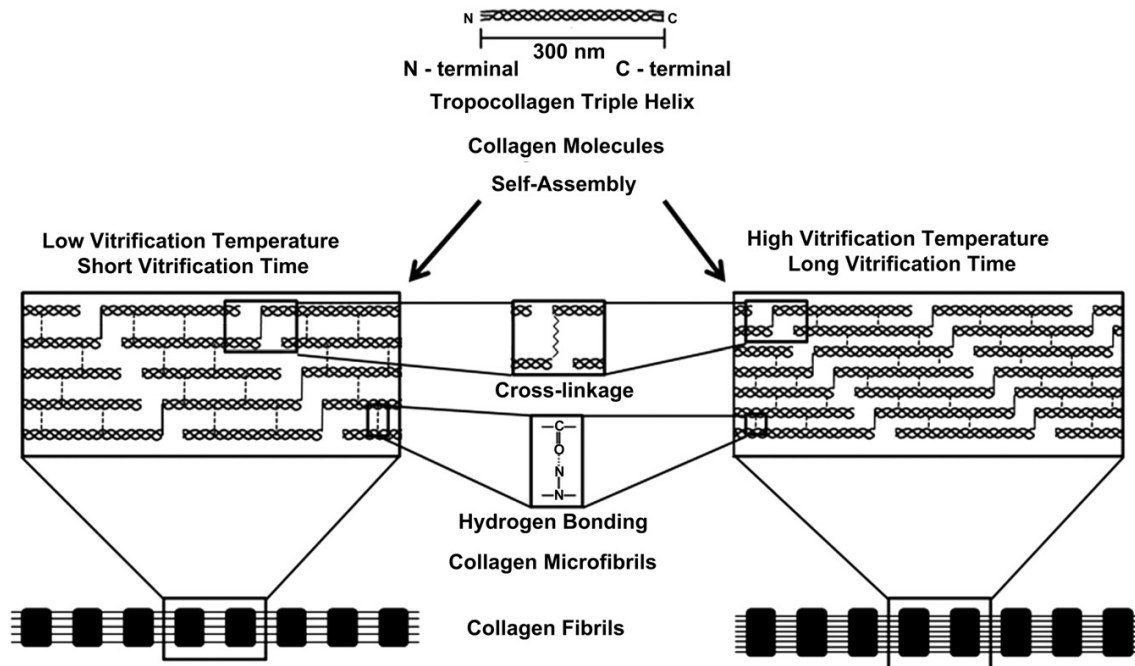 N C
300 nm
N - terminal C - terminal
Tropocollagen Triple Helix
Collagen Molecules
Self-Assembly
Low Vitrification Temperature
Short Vitrification Time
High Vitrification Temperature
Long Vitrification Time
Cross-linkage
C
O
N
N
Hydrogen Bonding
Collagen Microfibrils
Collagen Fibrils